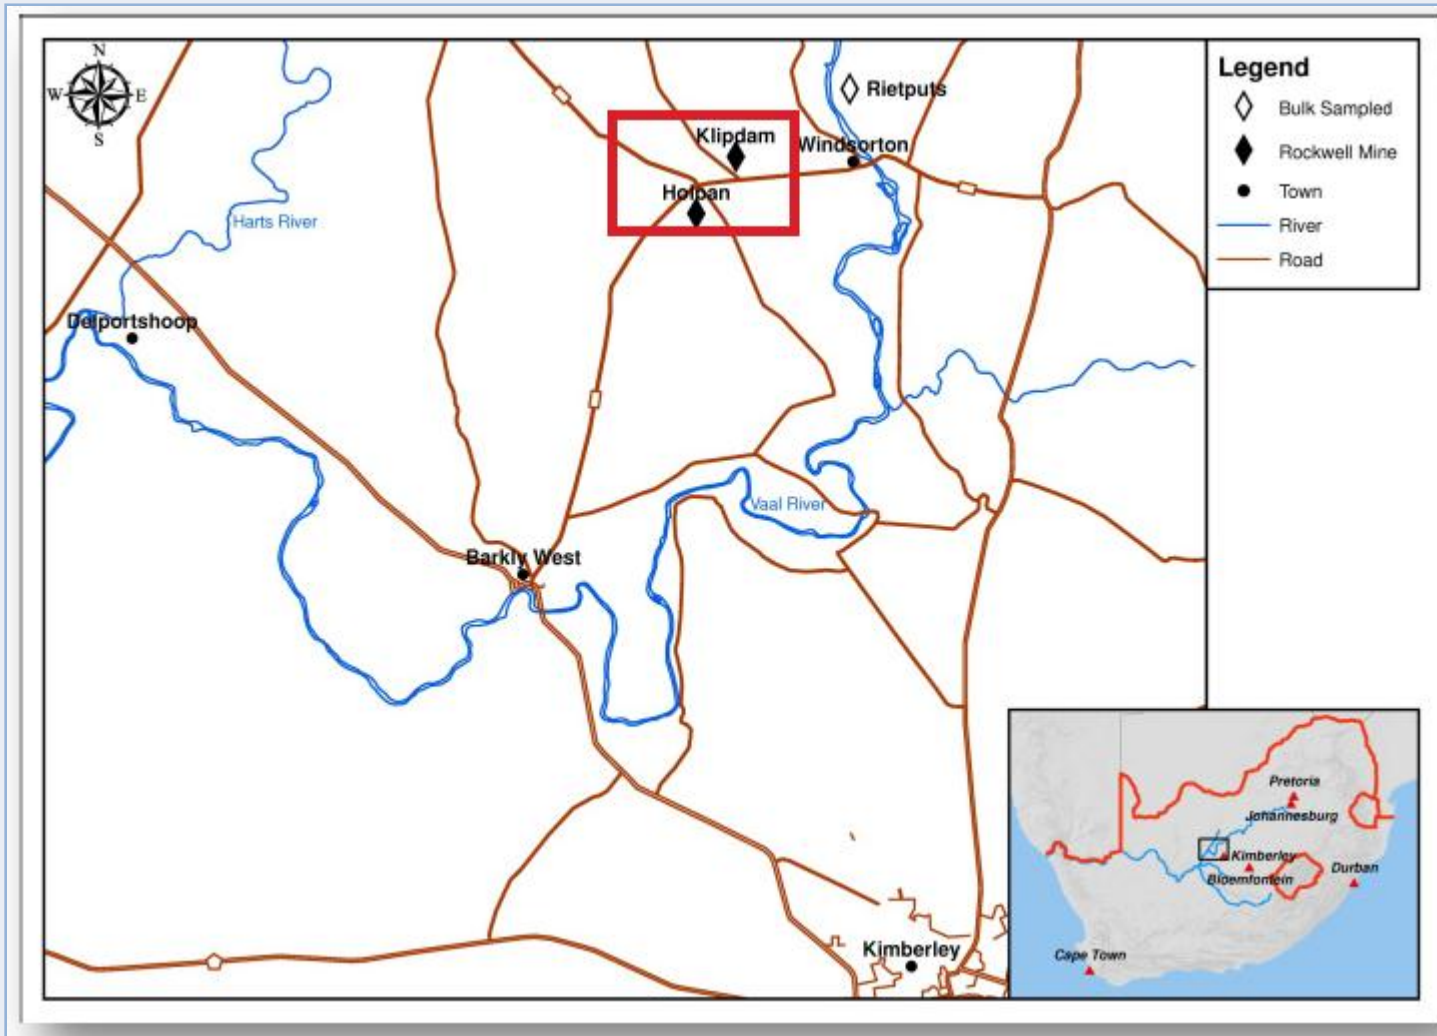 N
W
E
S
Rietputs
Klipdam
Windsorton
Holpan
Harts River
Delportshoop
Vaal River
Barkly West
Kimberley
Legend
Bulk Sampled
Rockwell Mine
Town
River
Road
Pretoria
Johannesburg
Kimberley
Bloemfontein
Durban
Cape Town